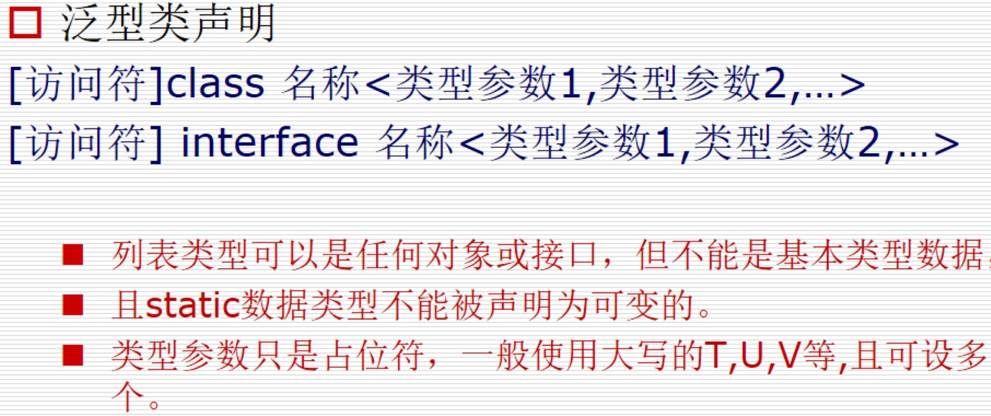 泛型类声明
[访问符]class 名称<类型参数1,类型参数2,…>
[访问符] interface 名称<类型参数1,类型参数2,…>
列表类型可以是任何对象或接口，但不能是基本类型数据，
且static数据类型不能被声明为可变的。
类型参数只是占位符，一般使用大写的T,U,V等,且可设多
个。